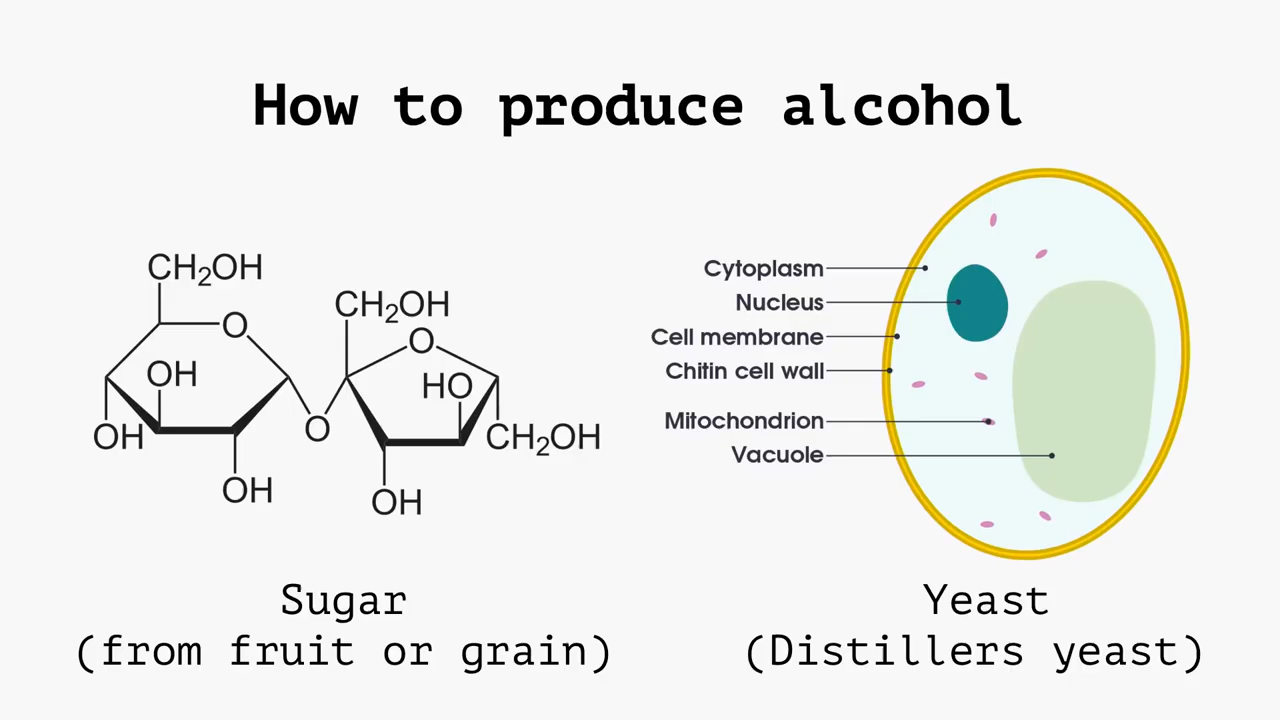 How to produce alcohol
CH₂OH
O
OH
OH
OH
O
CH₂OH
O
HO
CH₂OH
OH
Cytoplasm
Nucleus
Cell membrane
Chitin cell wall
Mitochondrion
Vacuole
Sugar
(from fruit or grain)
Yeast
(Distillers yeast)